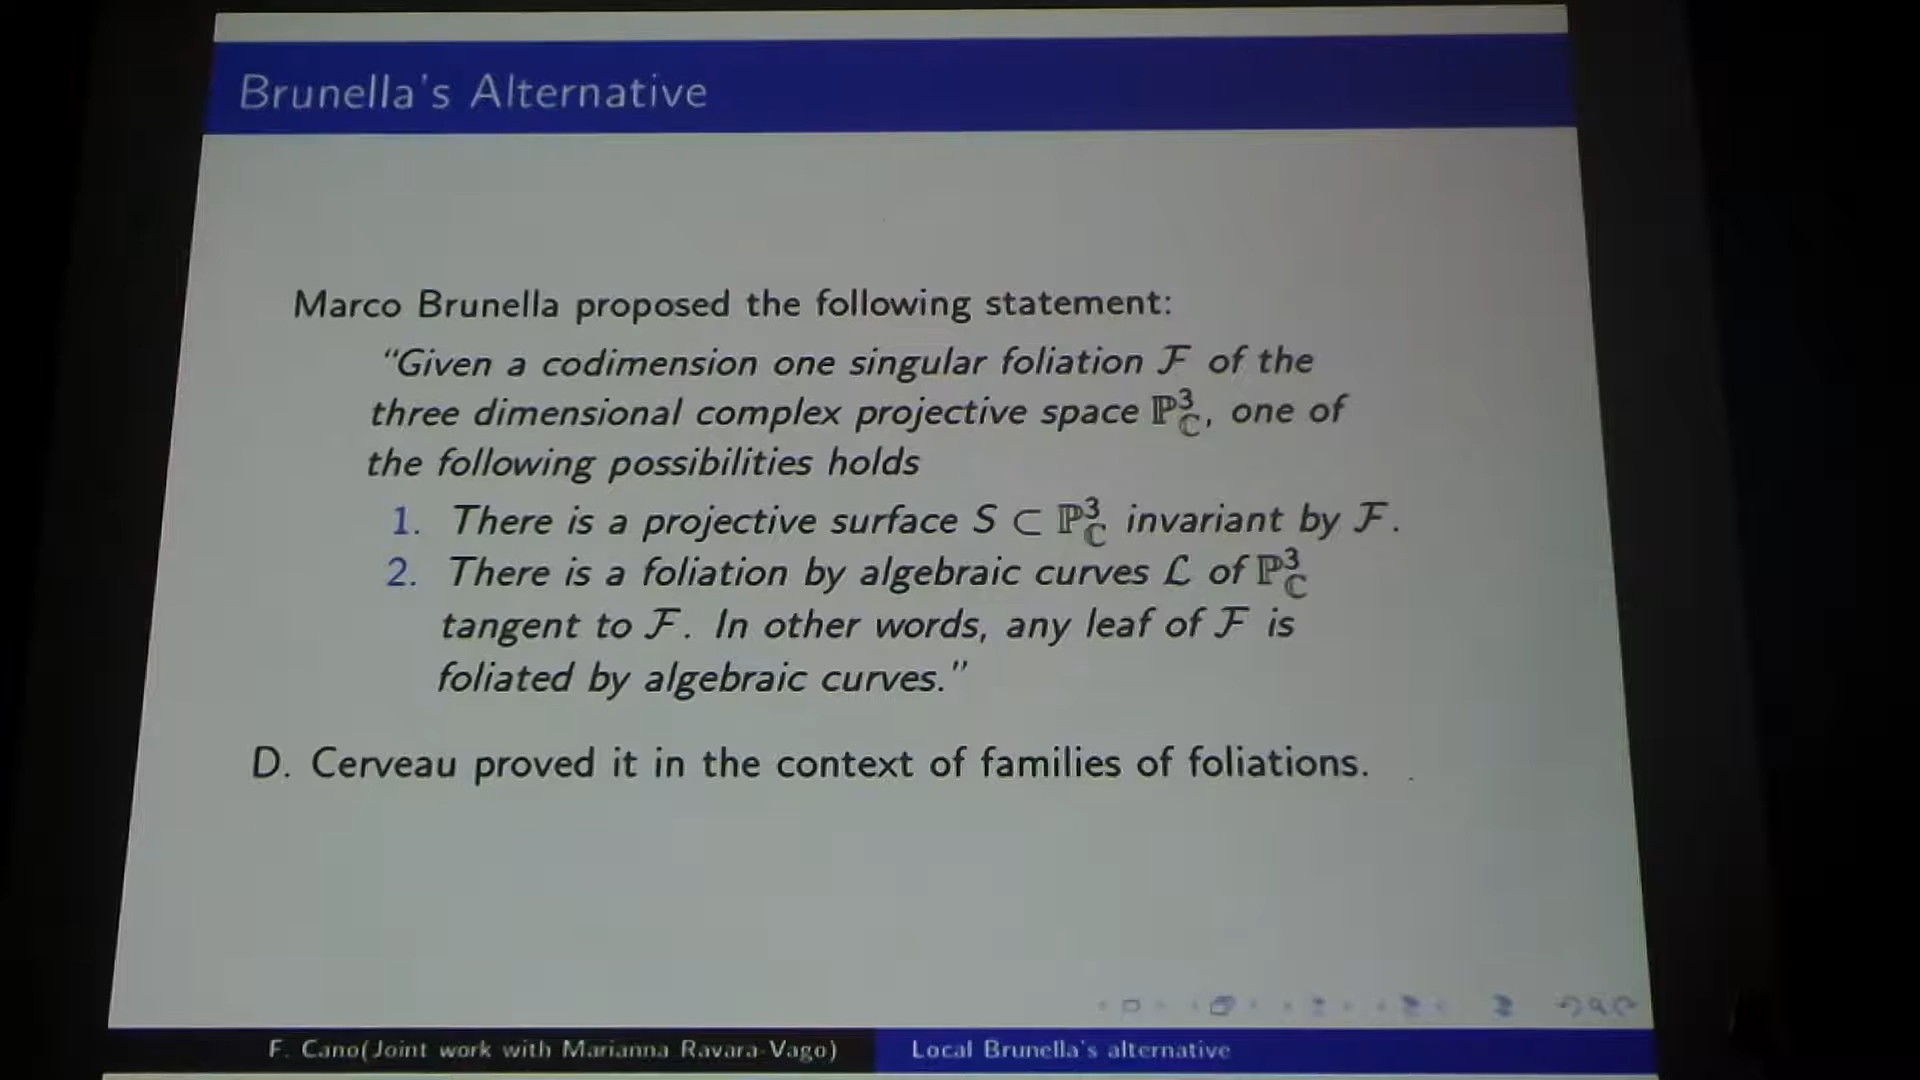 Brunella's Alternative
Marco Brunella proposed the following statement:
“Given a codimension one singular foliation ℱ of the
three dimensional complex projective space ℙ³_ℂ, one of
the following possibilities holds
1. There is a projective surface S ⊂ ℙ³_ℂ invariant by ℱ.
2. There is a foliation by algebraic curves ℒ of ℙ³_ℂ
tangent to ℱ. In other words, any leaf of ℱ is
foliated by algebraic curves.”
D. Cerveau proved it in the context of families of foliations.
F. Cano(Joint work with Marianna Ravara-Vago)
Local Brunella's alternative